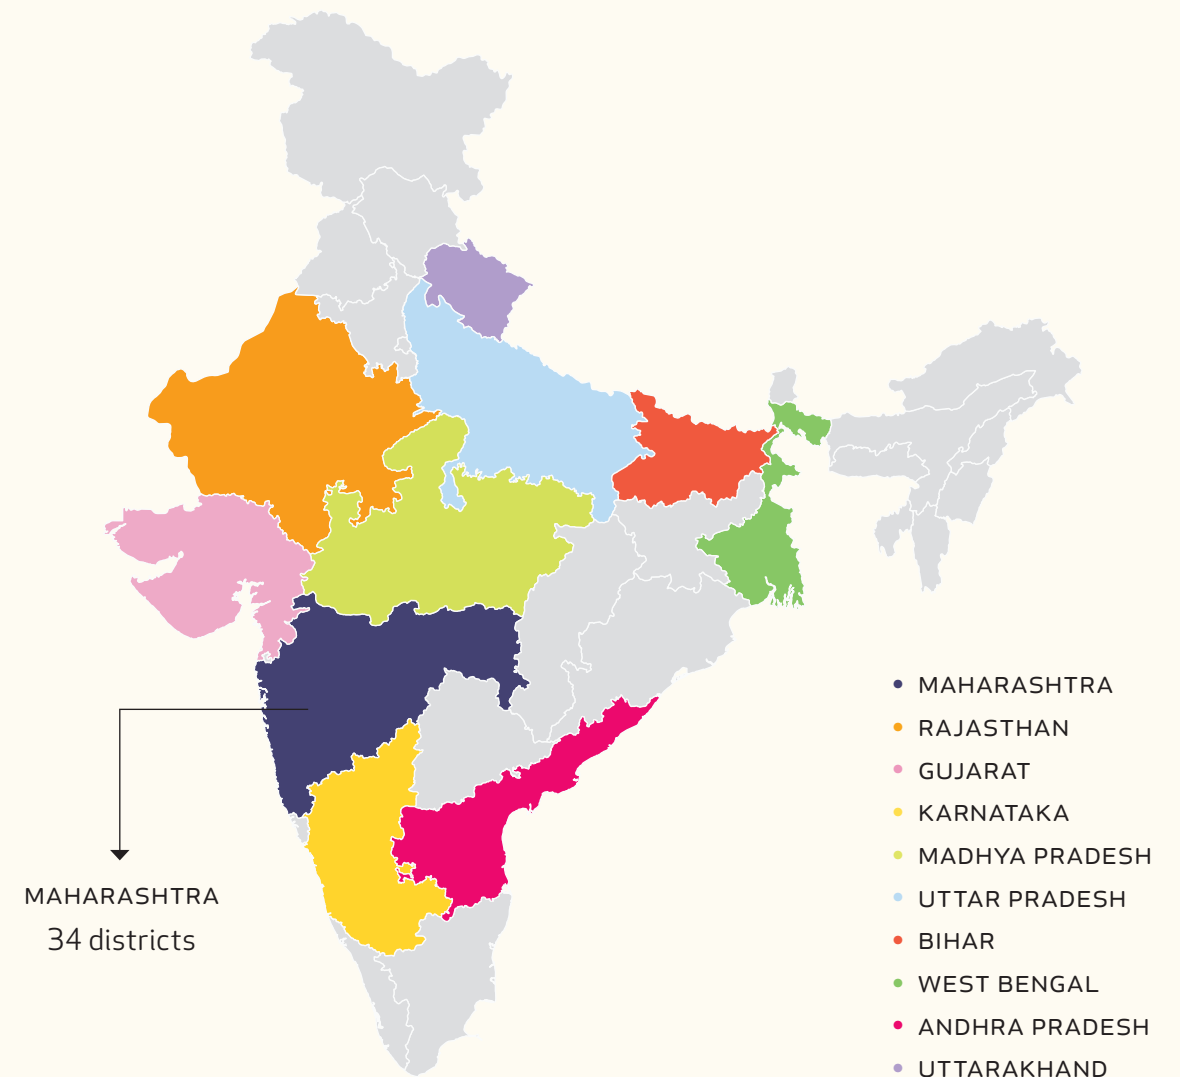 MAHARASHTRA
RAJASTHAN
GUJARAT
KARNATAKA
MADHYA PRADESH
UTTAR PRADESH
BIHAR
WEST BENGAL
ANDHRA PRADESH
UTTARAKHAND
MAHARASHTRA
34 districts